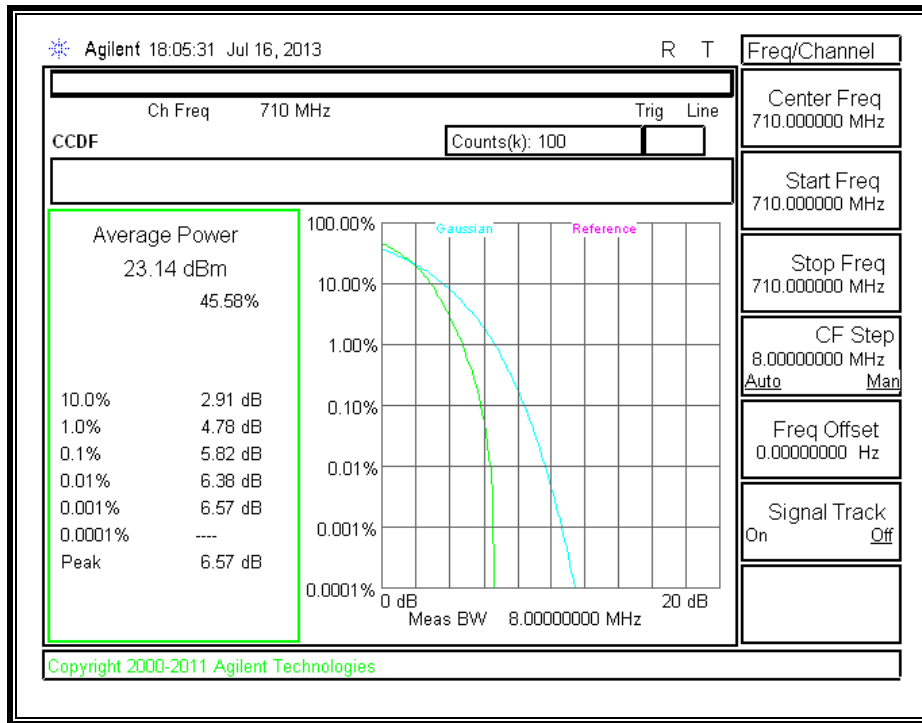 Agilent 18:05:31 Jul 16, 2013 R T
Ch Freq 710 MHz Trig Line
CCDF Counts(k): 100
Average Power
23.14 dBm
45.58%
10.0% 2.91 dB
1.0% 4.78 dB
0.1% 5.82 dB
0.01% 6.38 dB
0.001% 6.57 dB
0.0001% ----
Peak 6.57 dB
Gaussian Reference
100.00%
10.00%
1.00%
0.10%
0.01%
0.001%
0.0001%
0 dB 20 dB
Meas BW 8.00000000 MHz
Freq/Channel
Center Freq
710.000000 MHz
Start Freq
710.000000 MHz
Stop Freq
710.000000 MHz
CF Step
8.00000000 MHz
Auto Man
Freq Offset
0.00000000 Hz
Signal Track
On Off
Copyright 2000-2011 Agilent Technologies